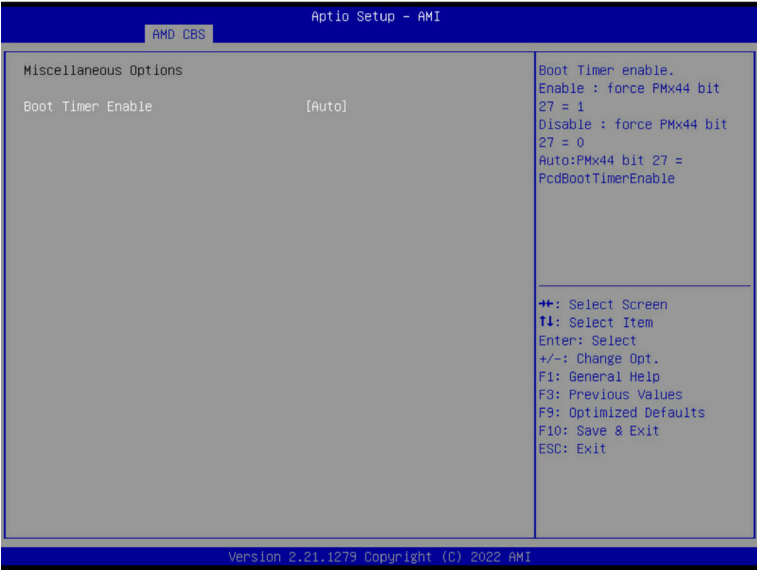 Aptio Setup - AMI
AMD CBS
Miscellaneous Options
Boot Timer Enable [Auto]
Boot Timer enable.
Enable : force PMx44 bit
27 = 1
Disable : force PMx44 bit
27 = 0
Auto:PMx44 bit 27 =
PcdBootTimerEnable
→←: Select Screen
↑↓: Select Item
Enter: Select
+/-: Change Opt.
F1: General Help
F3: Previous Values
F9: Optimized Defaults
F10: Save & Exit
ESC: Exit
Version 2.21.1279 Copyright (C) 2022 AMI